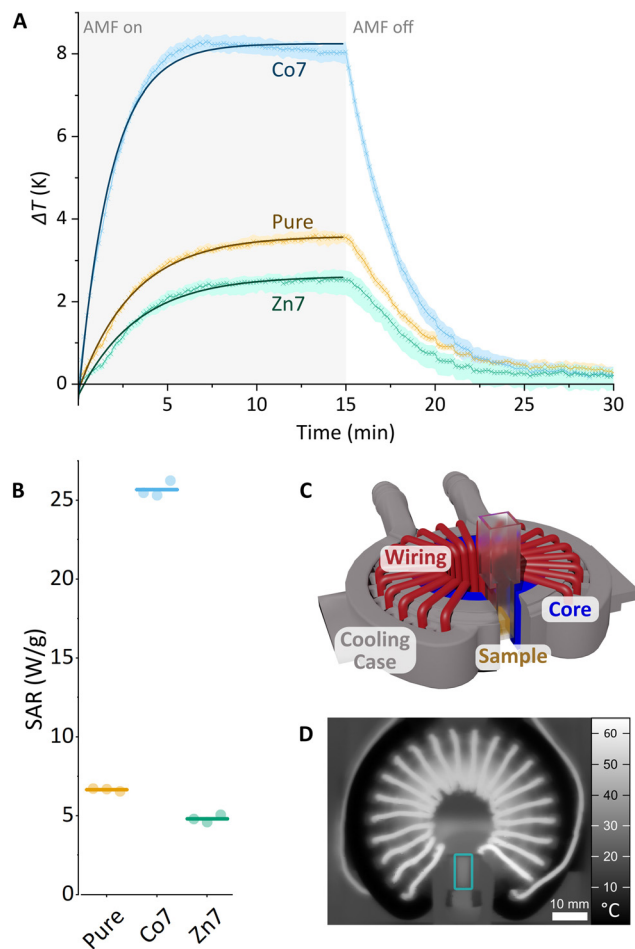 A
AMF on
AMF off
8
6
4
2
0
ΔT (K)
Co7
Pure
Zn7
5
10
15
20
25
30
Time (min)
B
25
20
15
10
5
0
SAR (W/g)
Pure
Co7
Zn7
C
Wiring
Core
Cooling
Case
Sample
D
60
50
40
30
20
10
°C
10 mm